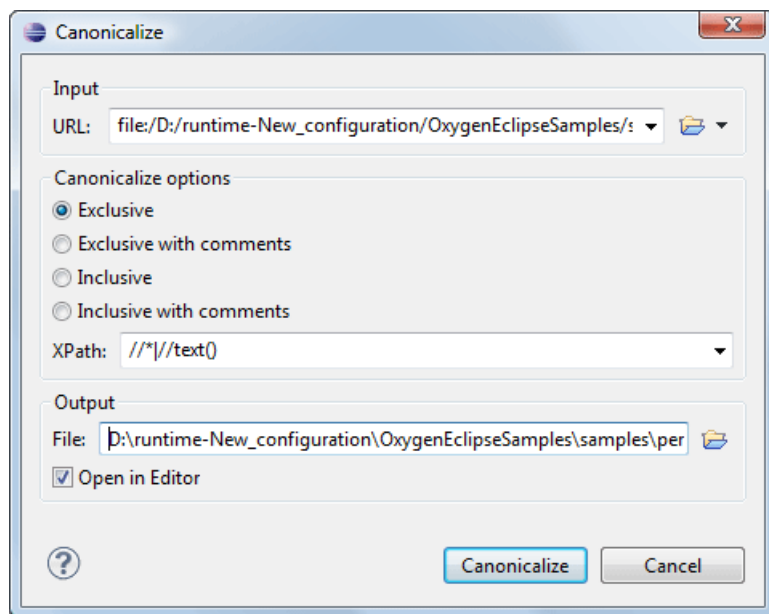 Canonicalize
Input
URL: file:/D:/runtime-New_configuration/OxygenEclipseSamples/s
Canonicalize options
Exclusive
Exclusive with comments
Inclusive
Inclusive with comments
XPath: //*|//text()
Output
File: D:\runtime-New_configuration\OxygenEclipseSamples\samples\per
Open in Editor
? Canonicalize Cancel